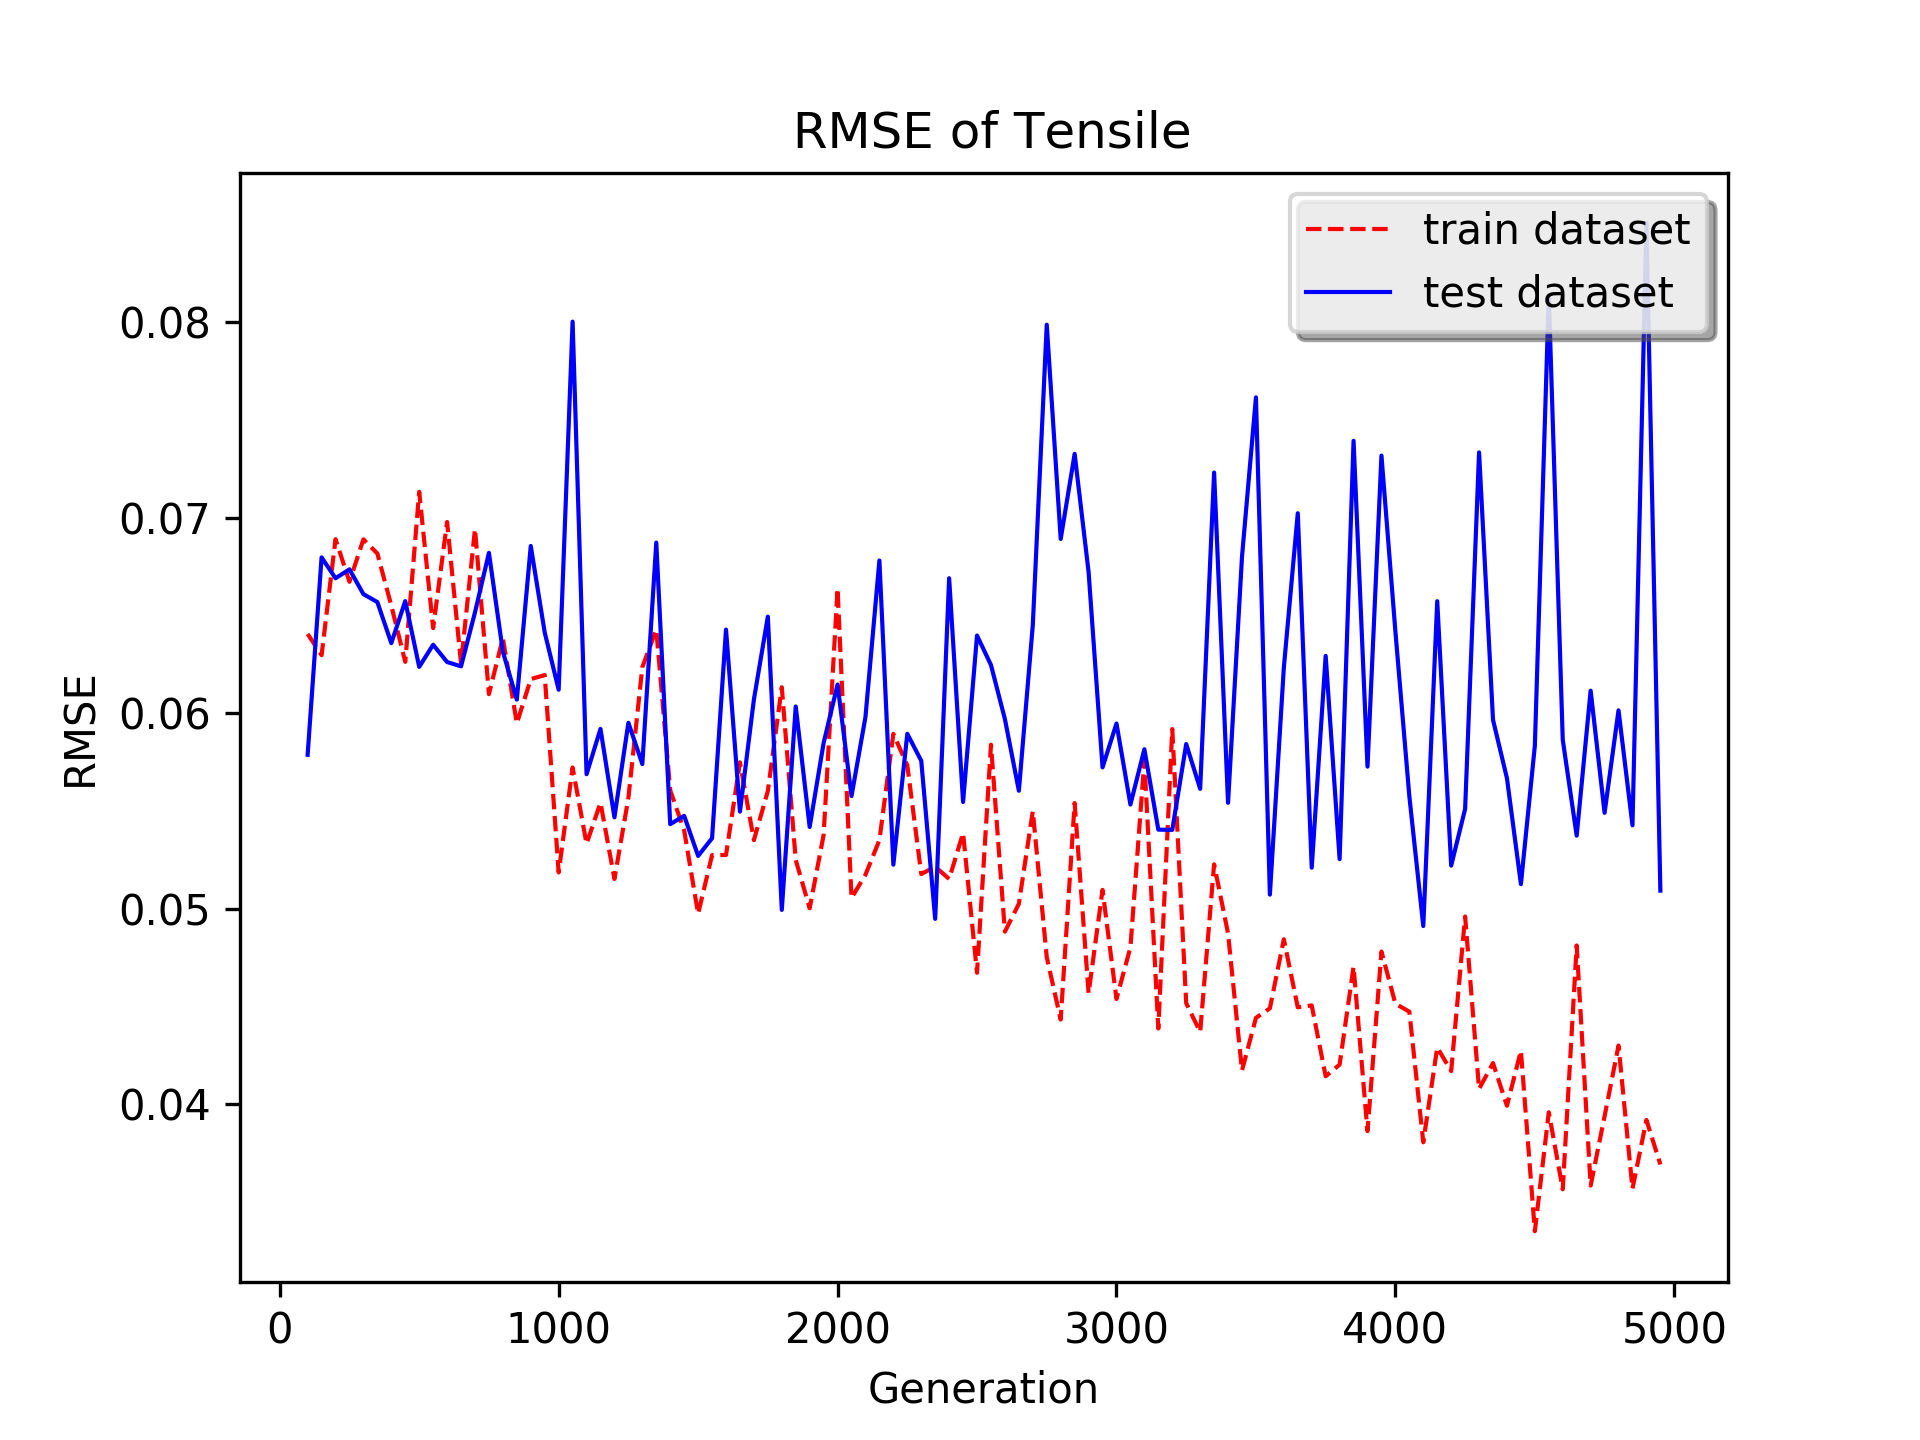 RMSE of Tensile
train dataset
test dataset
RMSE
0.08
0.07
0.06
0.05
0.04
0
1000
2000
3000
4000
5000
Generation